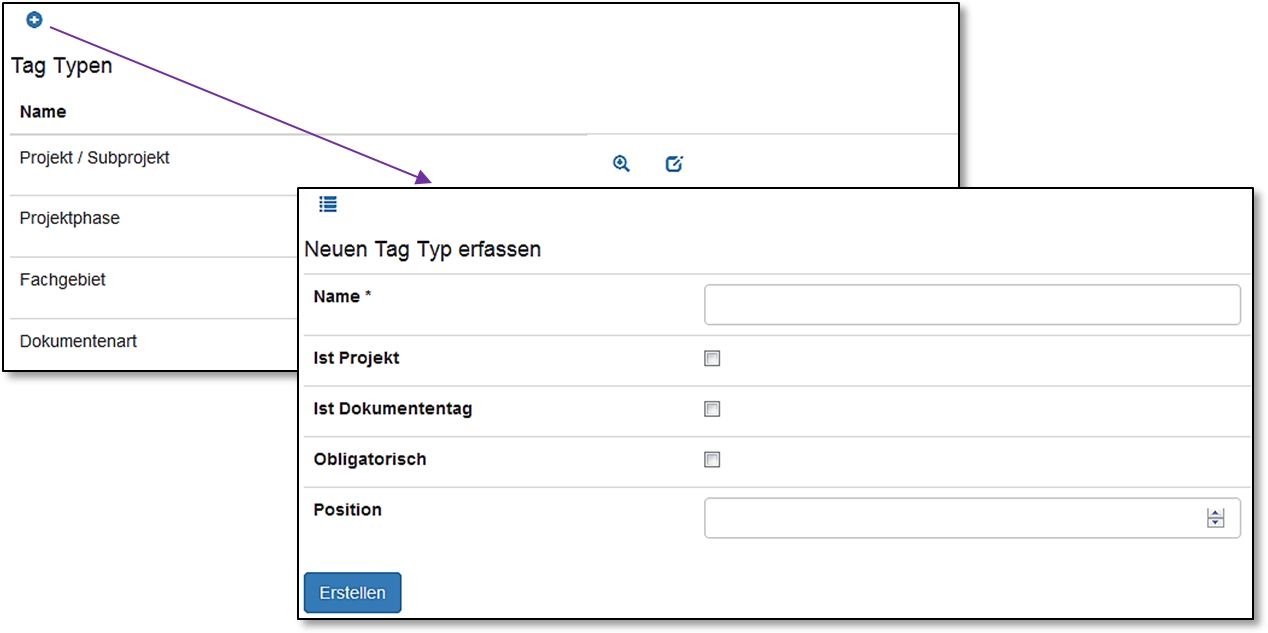 Tag Typen
Name
Projekt / Subprojekt
Projektphase
Fachgebiet
Dokumentenart
Neuen Tag Typ erfassen
Name *
Ist Projekt
Ist Dokumententag
Obligatorisch
Position
Erstellen